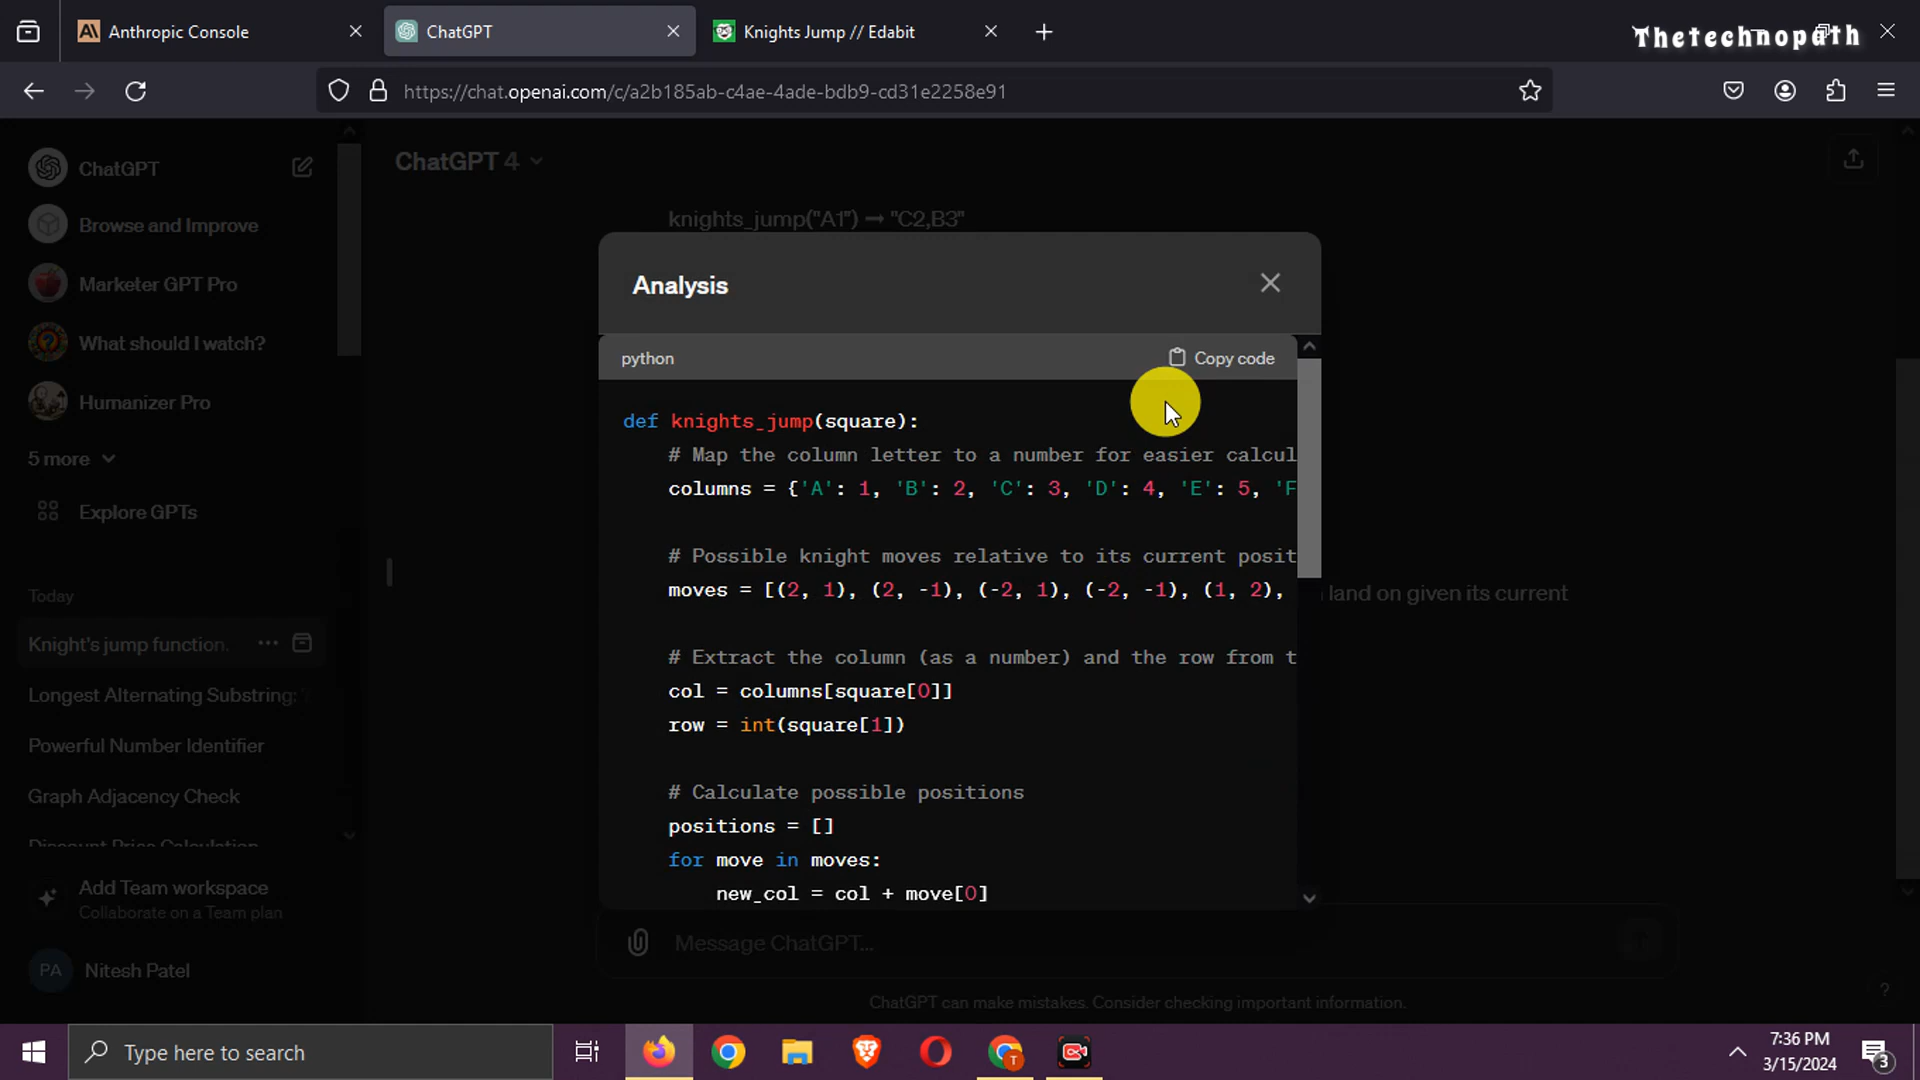 Anthropic Console
ChatGPT
Knights Jump // Edabit
Thetechnopath
https://chat.openai.com/c/a2b185ab-c4ae-4ade-bdb9-cd31e2258e91
ChatGPT
Browse and Improve
Marketer GPT Pro
What should I watch?
Humanizer Pro
5 more
Explore GPTs
Today
Knight's jump function.
Longest Alternating Substring:
Powerful Number Identifier
Graph Adjacency Check
Discount Price Calculation
Add Team workspace
Collaborate on a Team plan
PA
Nitesh Patel
ChatGPT 4
knights_jump("A1") ➞ "C2,B3"
Analysis
python
Copy code
def knights_jump(square):
# Map the column letter to a number for easier calcul
columns = {'A': 1, 'B': 2, 'C': 3, 'D': 4, 'E': 5, 'F
# Possible knight moves relative to its current posit
moves = [(2, 1), (2, -1), (-2, 1), (-2, -1), (1, 2),
# Extract the column (as a number) and the row from t
col = columns[square[0]]
row = int(square[1])
# Calculate possible positions
positions = []
for move in moves:
new_col = col + move[0]
land on given its current
Message ChatGPT...
ChatGPT can make mistakes. Consider checking important information.
?
Type here to search
T
7:36 PM
3/15/2024
3